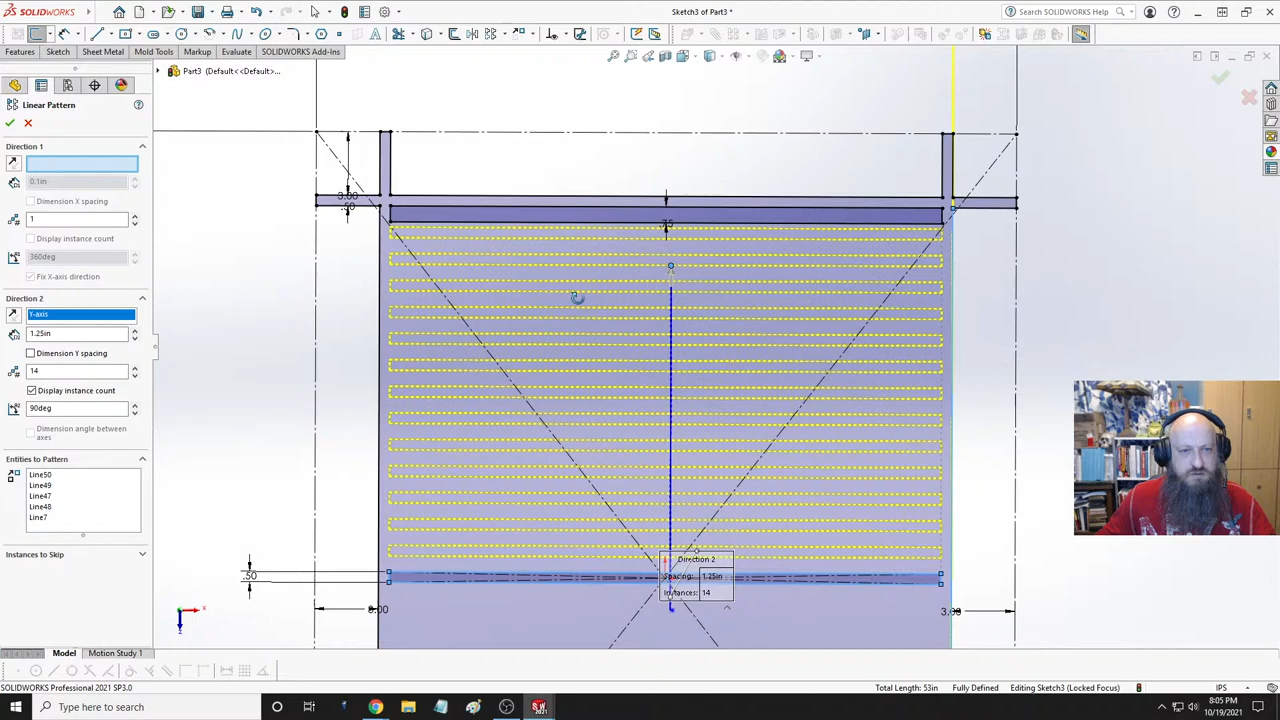 SOLIDWORKS
Sketch3 of Part3 *
Search SOLIDWORKS Help
Features
Sketch
Sheet Metal
Mold Tools
Markup
Evaluate
SOLIDWORKS Add-Ins
Part3 (Default<<Default>...
Linear Pattern
Direction 1
0.1in
Dimension X spacing
1
Display instance count
360deg
Fix X-axis direction
Direction 2
Y-axis
1.25in
Dimension Y spacing
14
Display instance count
90deg
Dimension angle between
axes
Entities to Pattern
Line50
Line49
Line47
Line48
Line7
Instances to Skip
3.00
.50
.75
.50
3.00
Direction 2
Spacing: 1.25in
Instances: 14
x
z
Model
Motion Study 1
SOLIDWORKS Professional 2021 SP3.0
Total Length: 53in
Fully Defined
Editing Sketch3 (Locked Focus)
IPS
Type here to search
8:05 PM
10/19/2021